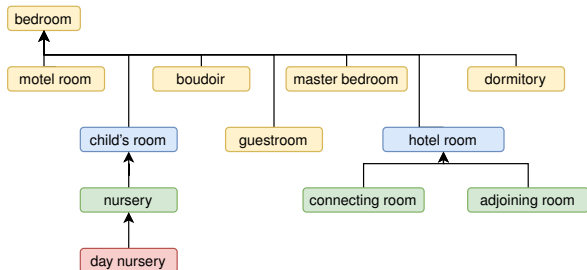 bedroom
motel room
boudoir
master bedroom
dormitory
child's room
guestroom
hotel room
nursery
connecting room
adjoining room
day nursery